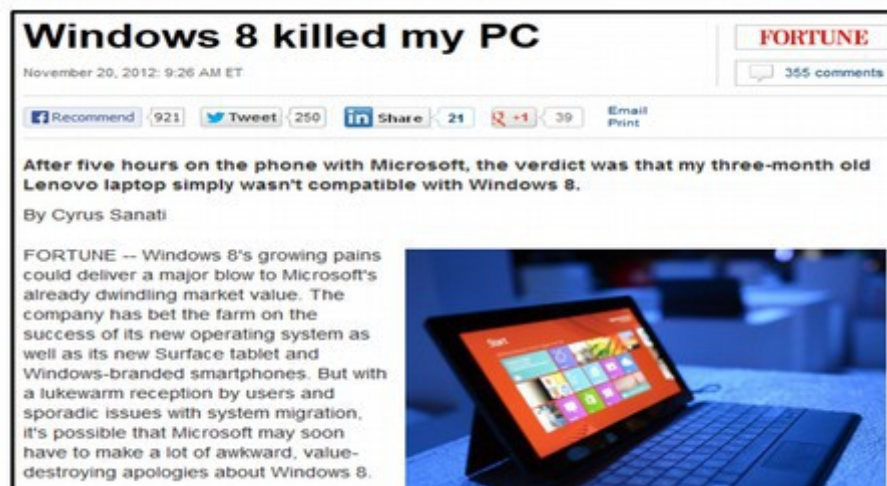 Windows 8 killed my PC
FORTUNE
November 20, 2012: 9:26 AM ET
355 comments
Recommend 921 Tweet 250 in Share 21 +1 39 Email
Print
After five hours on the phone with Microsoft, the verdict was that my three-month old
Lenovo laptop simply wasn't compatible with Windows 8.
By Cyrus Sanati
FORTUNE -- Windows 8's growing pains
could deliver a major blow to Microsoft's
already dwindling market value. The
company has bet the farm on the
success of its new operating system as
well as its new Surface tablet and
Windows-branded smartphones. But with
a lukewarm reception by users and
sporadic issues with system migration,
it's possible that Microsoft may soon
have to make a lot of awkward, value-
destroying apologies about Windows 8.
Start